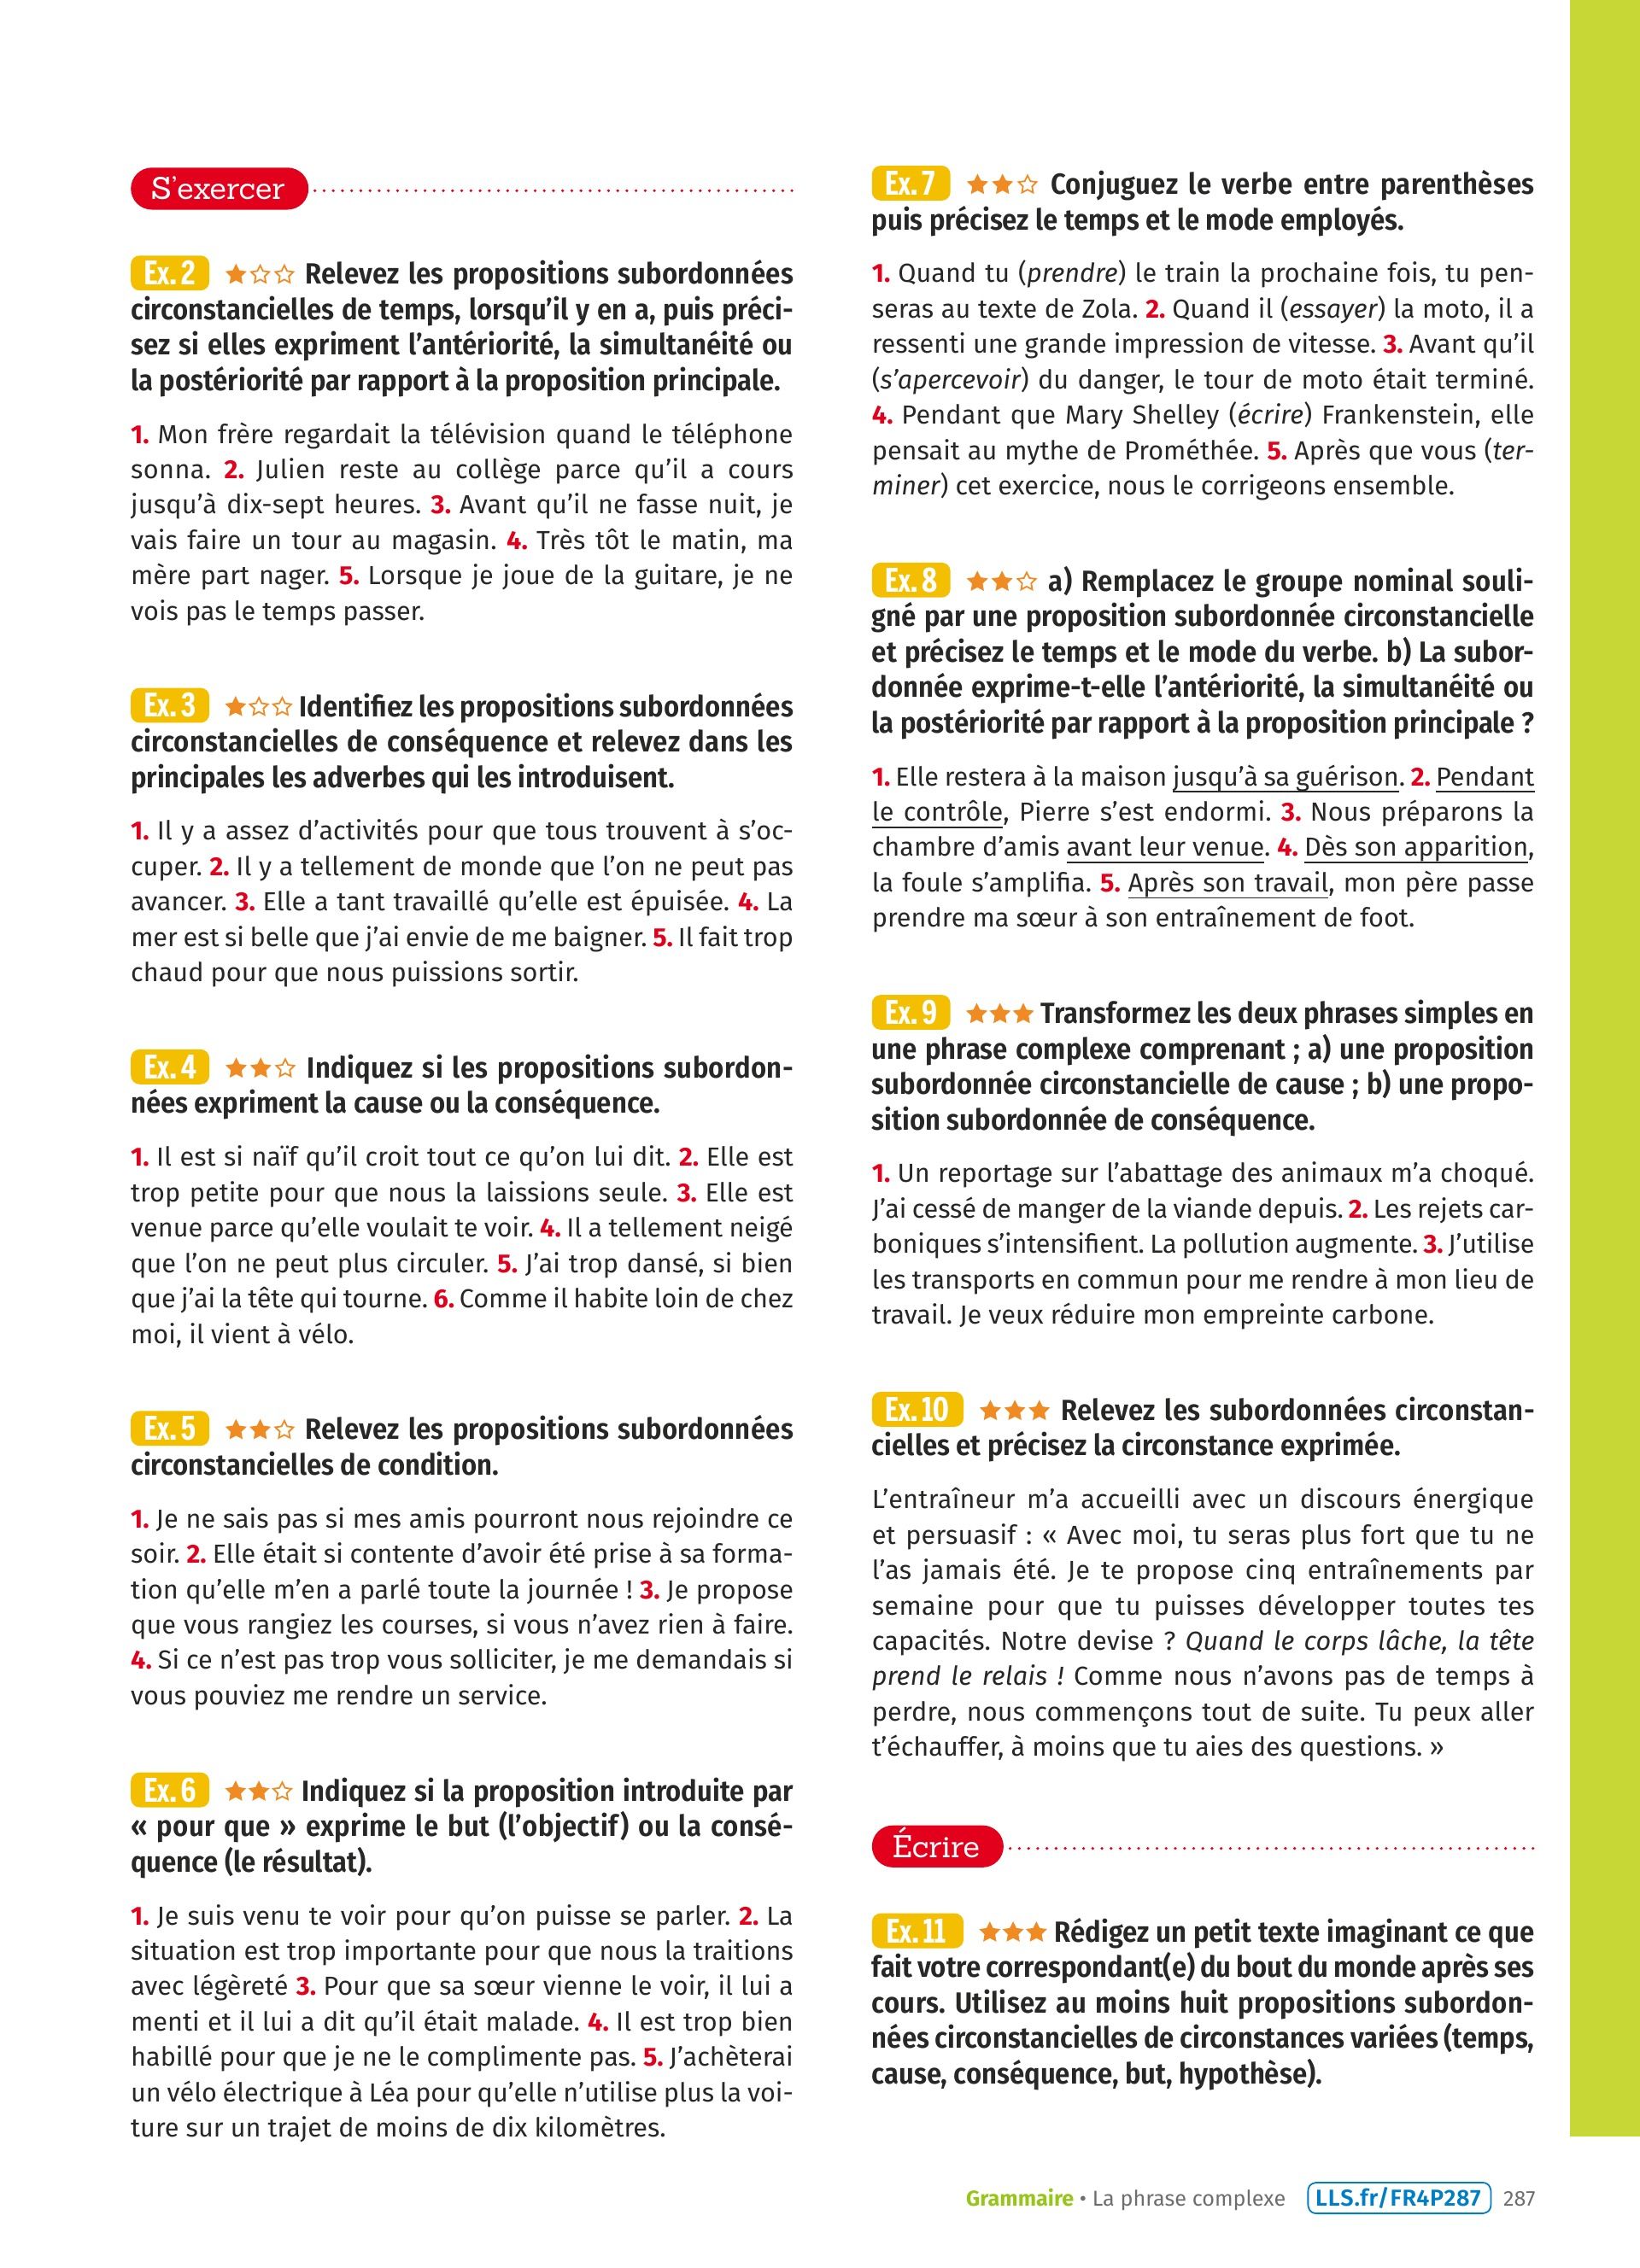 S'exercer
Ex. 2 ★☆☆ Relevez les propositions subordonnées
circonstancielles de temps, lorsqu'il y en a, puis préci-
sez si elles expriment l'antériorité, la simultanéité ou
la postériorité par rapport à la proposition principale.
1. Mon frère regardait la télévision quand le téléphone
sonna. 2. Julien reste au collège parce qu'il a cours
jusqu'à dix-sept heures. 3. Avant qu'il ne fasse nuit, je
vais faire un tour au magasin. 4. Très tôt le matin, ma
mère part nager. 5. Lorsque je joue de la guitare, je ne
vois pas le temps passer.
Ex. 3 ★☆☆ Identifiez les propositions subordonnées
circonstancielles de conséquence et relevez dans les
principales les adverbes qui les introduisent.
1. Il y a assez d'activités pour que tous trouvent à s'oc-
cuper. 2. Il y a tellement de monde que l'on ne peut pas
avancer. 3. Elle a tant travaillé qu'elle est épuisée. 4. La
mer est si belle que j'ai envie de me baigner. 5. Il fait trop
chaud pour que nous puissions sortir.
Ex. 4 ★★☆ Indiquez si les propositions subordon-
nées expriment la cause ou la conséquence.
1. Il est si naïf qu'il croit tout ce qu'on lui dit. 2. Elle est
trop petite pour que nous la laissions seule. 3. Elle est
venue parce qu'elle voulait te voir. 4. Il a tellement neigé
que l'on ne peut plus circuler. 5. J'ai trop dansé, si bien
que j'ai la tête qui tourne. 6. Comme il habite loin de chez
moi, il vient à vélo.
Ex. 5 ★★☆ Relevez les propositions subordonnées
circonstancielles de condition.
1. Je ne sais pas si mes amis pourront nous rejoindre ce
soir. 2. Elle était si contente d'avoir été prise à sa forma-
tion qu'elle m'en a parlé toute la journée ! 3. Je propose
que vous rangiez les courses, si vous n'avez rien à faire.
4. Si ce n'est pas trop vous solliciter, je me demandais si
vous pouviez me rendre un service.
Ex. 6 ★★☆ Indiquez si la proposition introduite par
« pour que » exprime le but (l'objectif) ou la consé-
quence (le résultat).
1. Je suis venu te voir pour qu'on puisse se parler. 2. La
situation est trop importante pour que nous la traitions
avec légèreté 3. Pour que sa sœur vienne le voir, il lui a
menti et il lui a dit qu'il était malade. 4. Il est trop bien
habillé pour que je ne le complimente pas. 5. J'achèterai
un vélo électrique à Léa pour qu'elle n'utilise plus la voi-
ture sur un trajet de moins de dix kilomètres.
Ex. 7 ★★☆ Conjuguez le verbe entre parenthèses
puis précisez le temps et le mode employés.
1. Quand tu (prendre) le train la prochaine fois, tu pen-
seras au texte de Zola. 2. Quand il (essayer) la moto, il a
ressenti une grande impression de vitesse. 3. Avant qu'il
(s'apercevoir) du danger, le tour de moto était terminé.
4. Pendant que Mary Shelley (écrire) Frankenstein, elle
pensait au mythe de Prométhée. 5. Après que vous (ter-
miner) cet exercice, nous le corrigeons ensemble.
Ex. 8 ★★☆ a) Remplacez le groupe nominal souli-
gné par une proposition subordonnée circonstancielle
et précisez le temps et le mode du verbe. b) La subor-
donnée exprime-t-elle l'antériorité, la simultanéité ou
la postériorité par rapport à la proposition principale ?
1. Elle restera à la maison jusqu'à sa guérison. 2. Pendant
le contrôle, Pierre s'est endormi. 3. Nous préparons la
chambre d'amis avant leur venue. 4. Dès son apparition,
la foule s'amplifia. 5. Après son travail, mon père passe
prendre ma sœur à son entraînement de foot.
Ex. 9 ★★★ Transformez les deux phrases simples en
une phrase complexe comprenant ; a) une proposition
subordonnée circonstancielle de cause ; b) une propo-
sition subordonnée de conséquence.
1. Un reportage sur l'abattage des animaux m'a choqué.
J'ai cessé de manger de la viande depuis. 2. Les rejets car-
boniques s'intensifient. La pollution augmente. 3. J'utilise
les transports en commun pour me rendre à mon lieu de
travail. Je veux réduire mon empreinte carbone.
Ex. 10 ★★★ Relevez les subordonnées circonstan-
cielles et précisez la circonstance exprimée.
L'entraîneur m'a accueilli avec un discours énergique
et persuasif : « Avec moi, tu seras plus fort que tu ne
l'as jamais été. Je te propose cinq entraînements par
semaine pour que tu puisses développer toutes tes
capacités. Notre devise ? Quand le corps lâche, la tête
prend le relais ! Comme nous n'avons pas de temps à
perdre, nous commençons tout de suite. Tu peux aller
t'échauffer, à moins que tu aies des questions. »
Écrire
Ex. 11 ★★★ Rédigez un petit texte imaginant ce que
fait votre correspondant(e) du bout du monde après ses
cours. Utilisez au moins huit propositions subordon-
nées circonstancielles de circonstances variées (temps,
cause, conséquence, but, hypothèse).
Grammaire • La phrase complexe LLS.fr/FR4P287 287